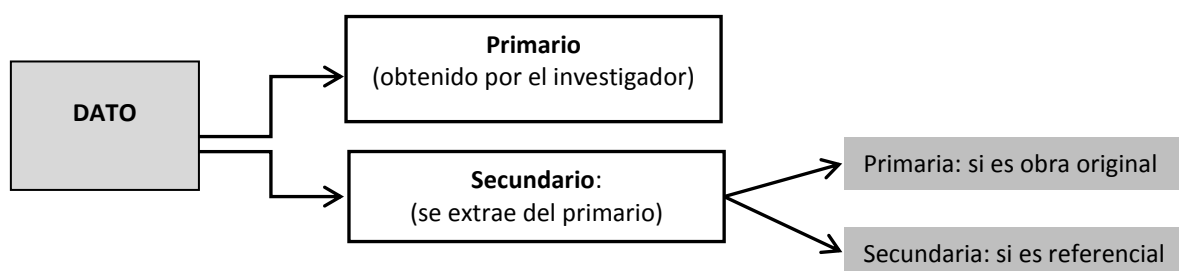 DATO
Primario
(obtenido por el investigador)
Secundario:
(se extrae del primario)
Primaria: si es obra original
Secundaria: si es referencial